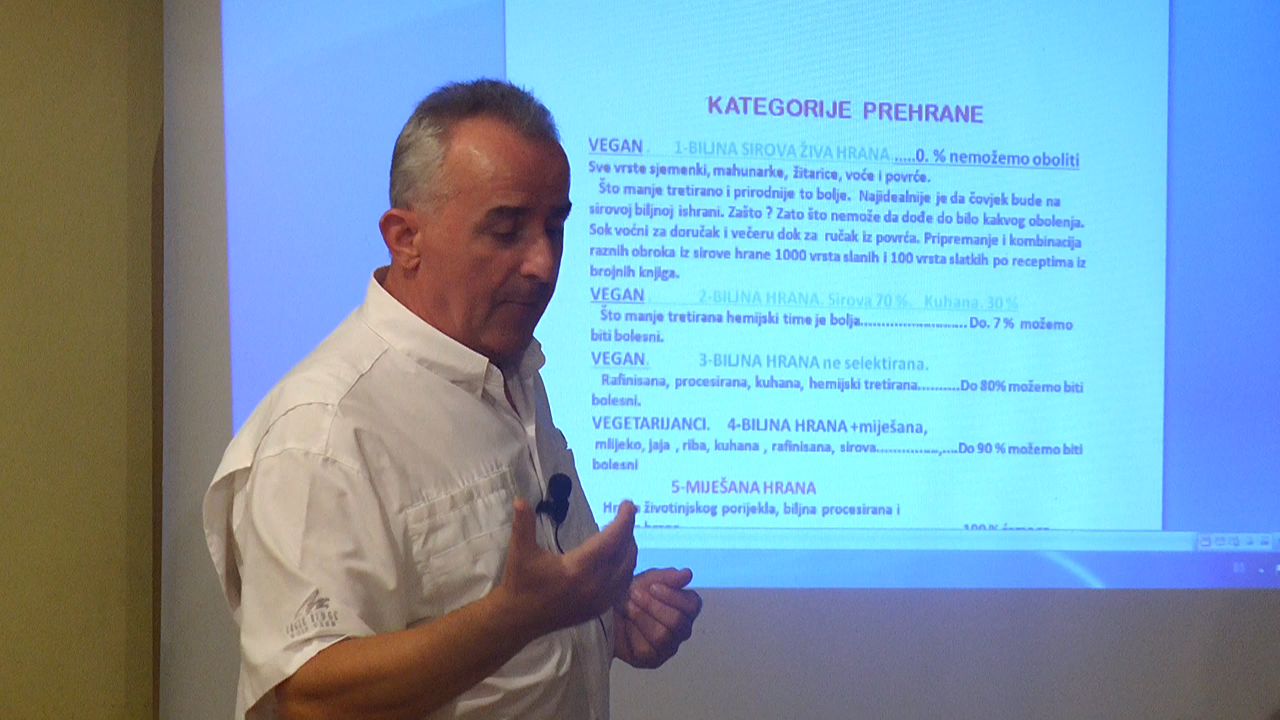 KATEGORIJE PREHRANE
VEGAN. 1-BILJNA SIROVA ŽIVA HRANA.....0. % nemožemo oboliti
Sve vrste sjemenki, mahunarke, žitarice, voće i povrće.
Što manje tretirano i prirodnije to bolje. Najidealnije je da čovjek bude na
sirovoj biljnoj ishrani. Zašto ? Zato što nemože da dođe do bilo kakvog obolenja.
Sok voćni za doručak i večeru dok za ručak iz povrća. Pripremanje i kombinacija
raznih obroka iz sirove hrane 1000 vrsta slanih i 100 vrsta slatkih po receptima iz
brojnih knjiga.
VEGAN. 2-BILJNA HRANA. Sirova 70 %. Kuhana. 30 %
Što manje tretirana hemijski time je bolja........................... Do. 7 % možemo
biti bolesni.
VEGAN. 3-BILJNA HRANA ne selektirana.
Rafinisana, procesirana, kuhana, hemijski tretirana..........Do 80% možemo biti
bolesni.
VEGETARIJANCI. 4-BILJNA HRANA +miješana,
mlijeko, jaja , riba, kuhana , rafinisana, sirova................,....Do 90 % možemo biti
bolesni
5-MIJEŠANA HRANA
životinjskog porijekla, biljna procesirana i
100 %